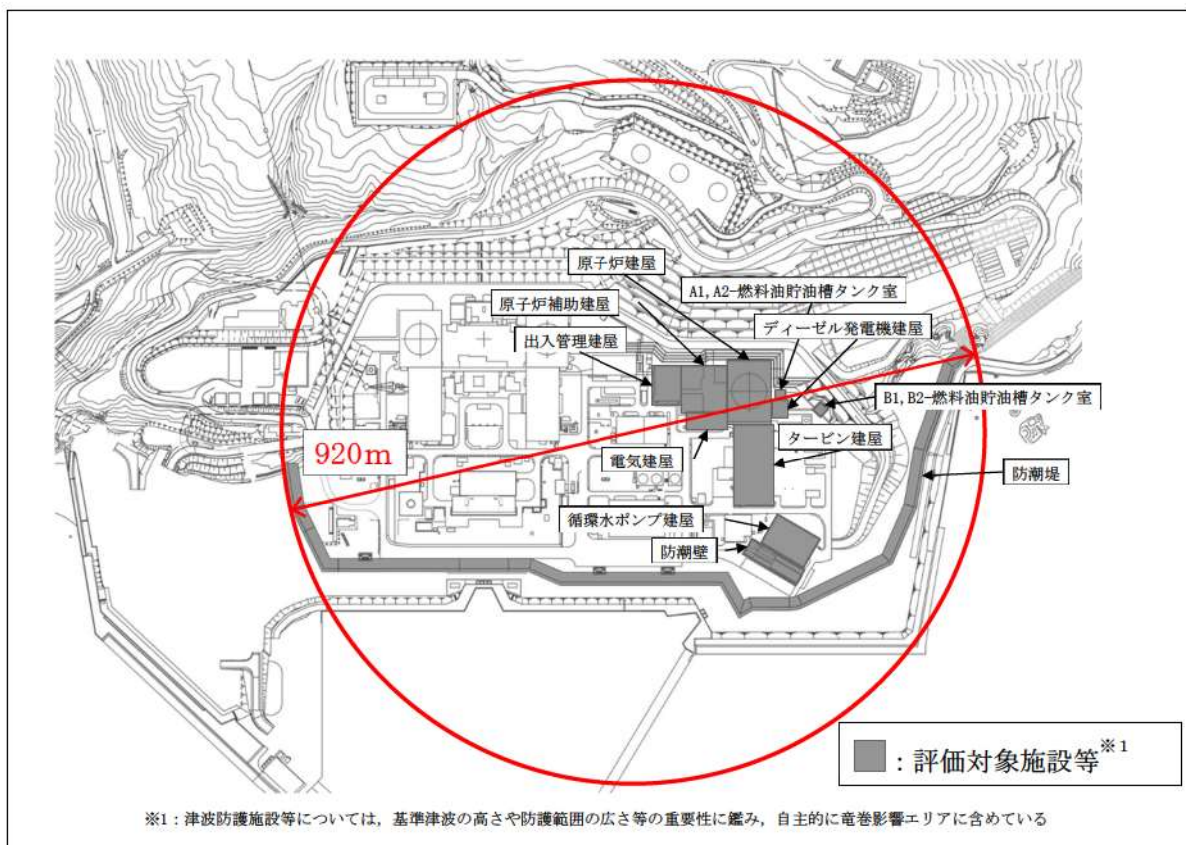 原子炉建屋
A1,A2-燃料油貯油槽タンク室
原子炉補助建屋
ディーゼル発電機建屋
出入管理建屋
B1,B2-燃料油貯油槽タンク室
920m
電気建屋
タービン建屋
防潮堤
循環水ポンプ建屋
防潮壁
:評価対象施設等※1
※1:津波防護施設等については,基準津波の高さや防護範囲の広さ等の重要性に鑑み,自主的に竜巻影響エリアに含めている